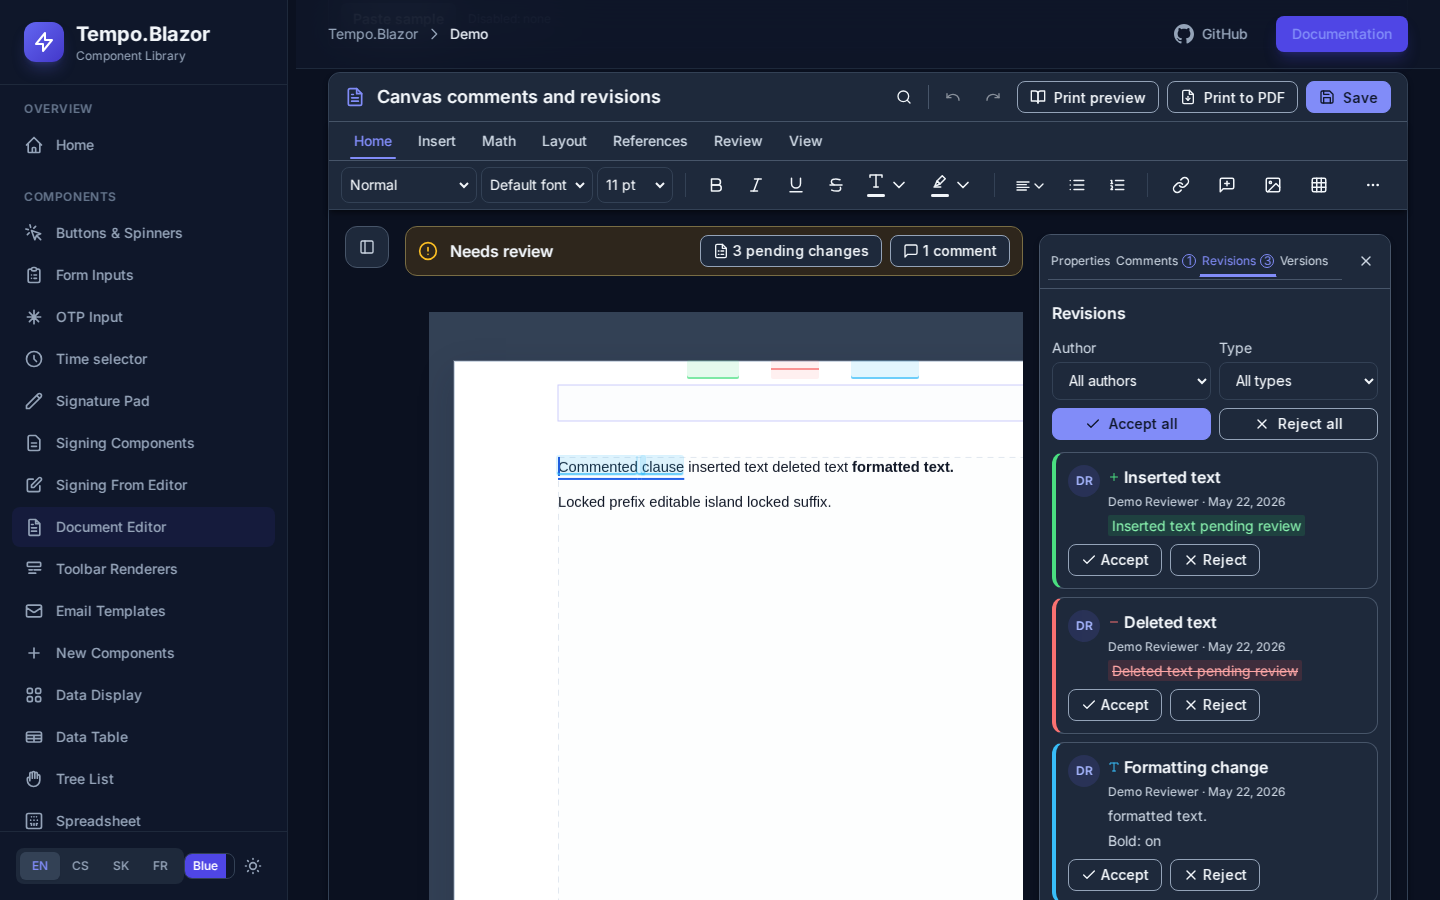 Tempo.Blazor
Component Library
OVERVIEW
Home
COMPONENTS
Buttons & Spinners
Form Inputs
OTP Input
Time selector
Signature Pad
Signing Components
Signing From Editor
Document Editor
Toolbar Renderers
Email Templates
New Components
Data Display
Data Table
Tree List
Spreadsheet
EN CS SK FR Blue
Paste sample
Tempo.Blazor > Demo
GitHub
Documentation
Canvas comments and revisions
Print preview
Print to PDF
Save
Home Insert Math Layout References Review View
Normal Default font 11 pt
Needs review
3 pending changes
1 comment
Commented clause inserted text deleted text formatted text.
Locked prefix editable island locked suffix.
Properties Comments 1 Revisions 3 Versions
Revisions
Author Type
All authors All types
Accept all Reject all
DR + Inserted text
Demo Reviewer · May 22, 2026
Inserted text pending review
Accept Reject
DR − Deleted text
Demo Reviewer · May 22, 2026
Deleted text pending review
Accept Reject
DR Formatting change
Demo Reviewer · May 22, 2026
formatted text.
Bold: on
Accept Reject